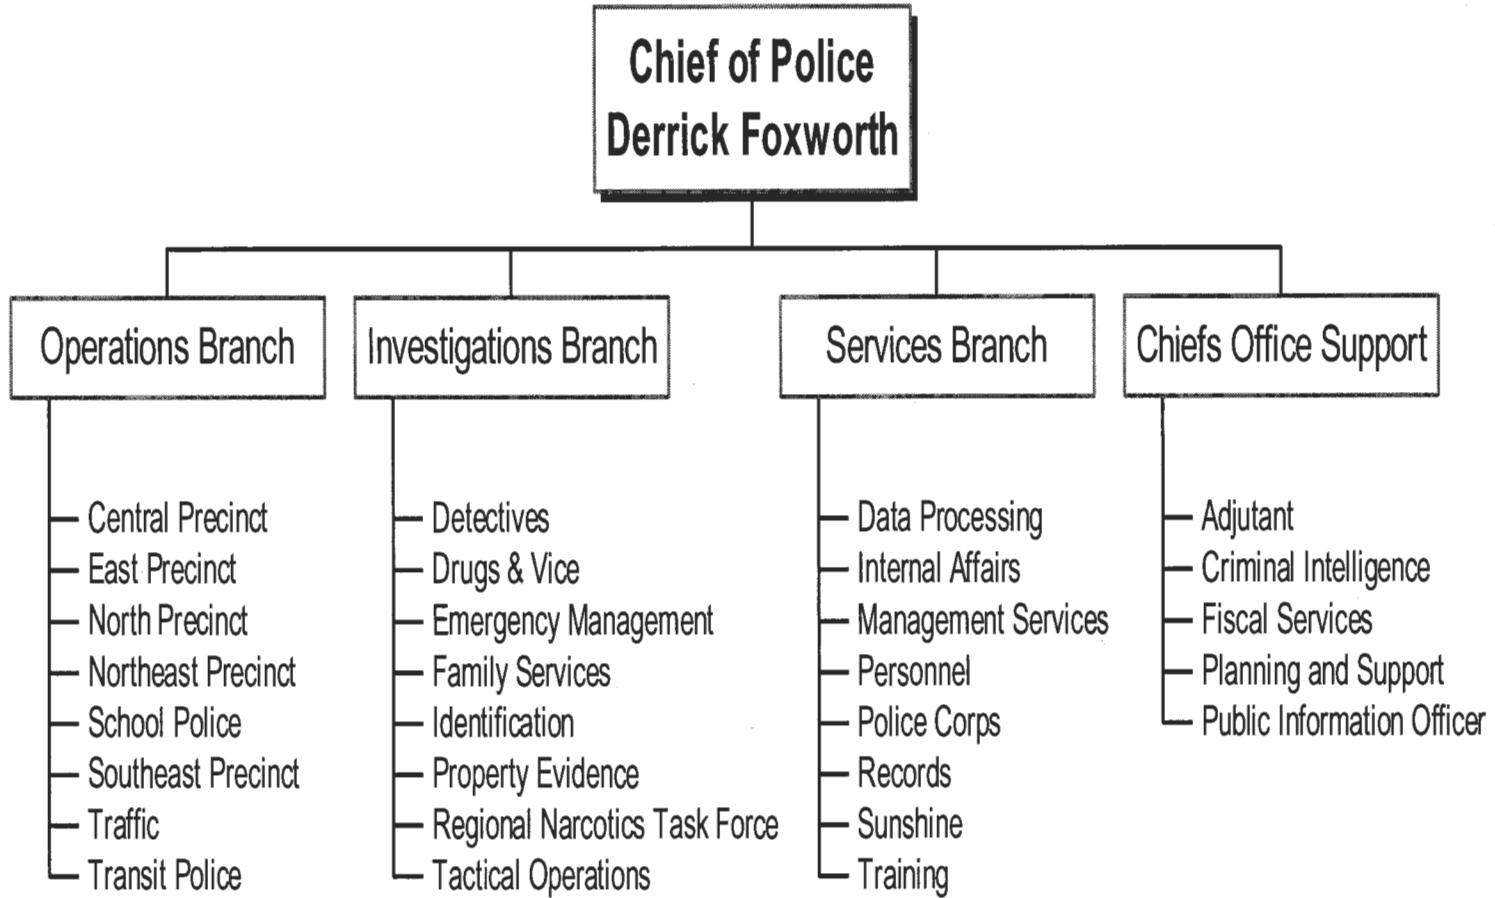 Chief of Police
Derrick Foxworth
Operations Branch
Investigations Branch
Services Branch
Chiefs Office Support
Central Precinct
East Precinct
North Precinct
Northeast Precinct
School Police
Southeast Precinct
Traffic
Transit Police
Detectives
Drugs & Vice
Emergency Management
Family Services
Identification
Property Evidence
Regional Narcotics Task Force
Tactical Operations
Data Processing
Internal Affairs
Management Services
Personnel
Police Corps
Records
Sunshine
Training
Adjutant
Criminal Intelligence
Fiscal Services
Planning and Support
Public Information Officer